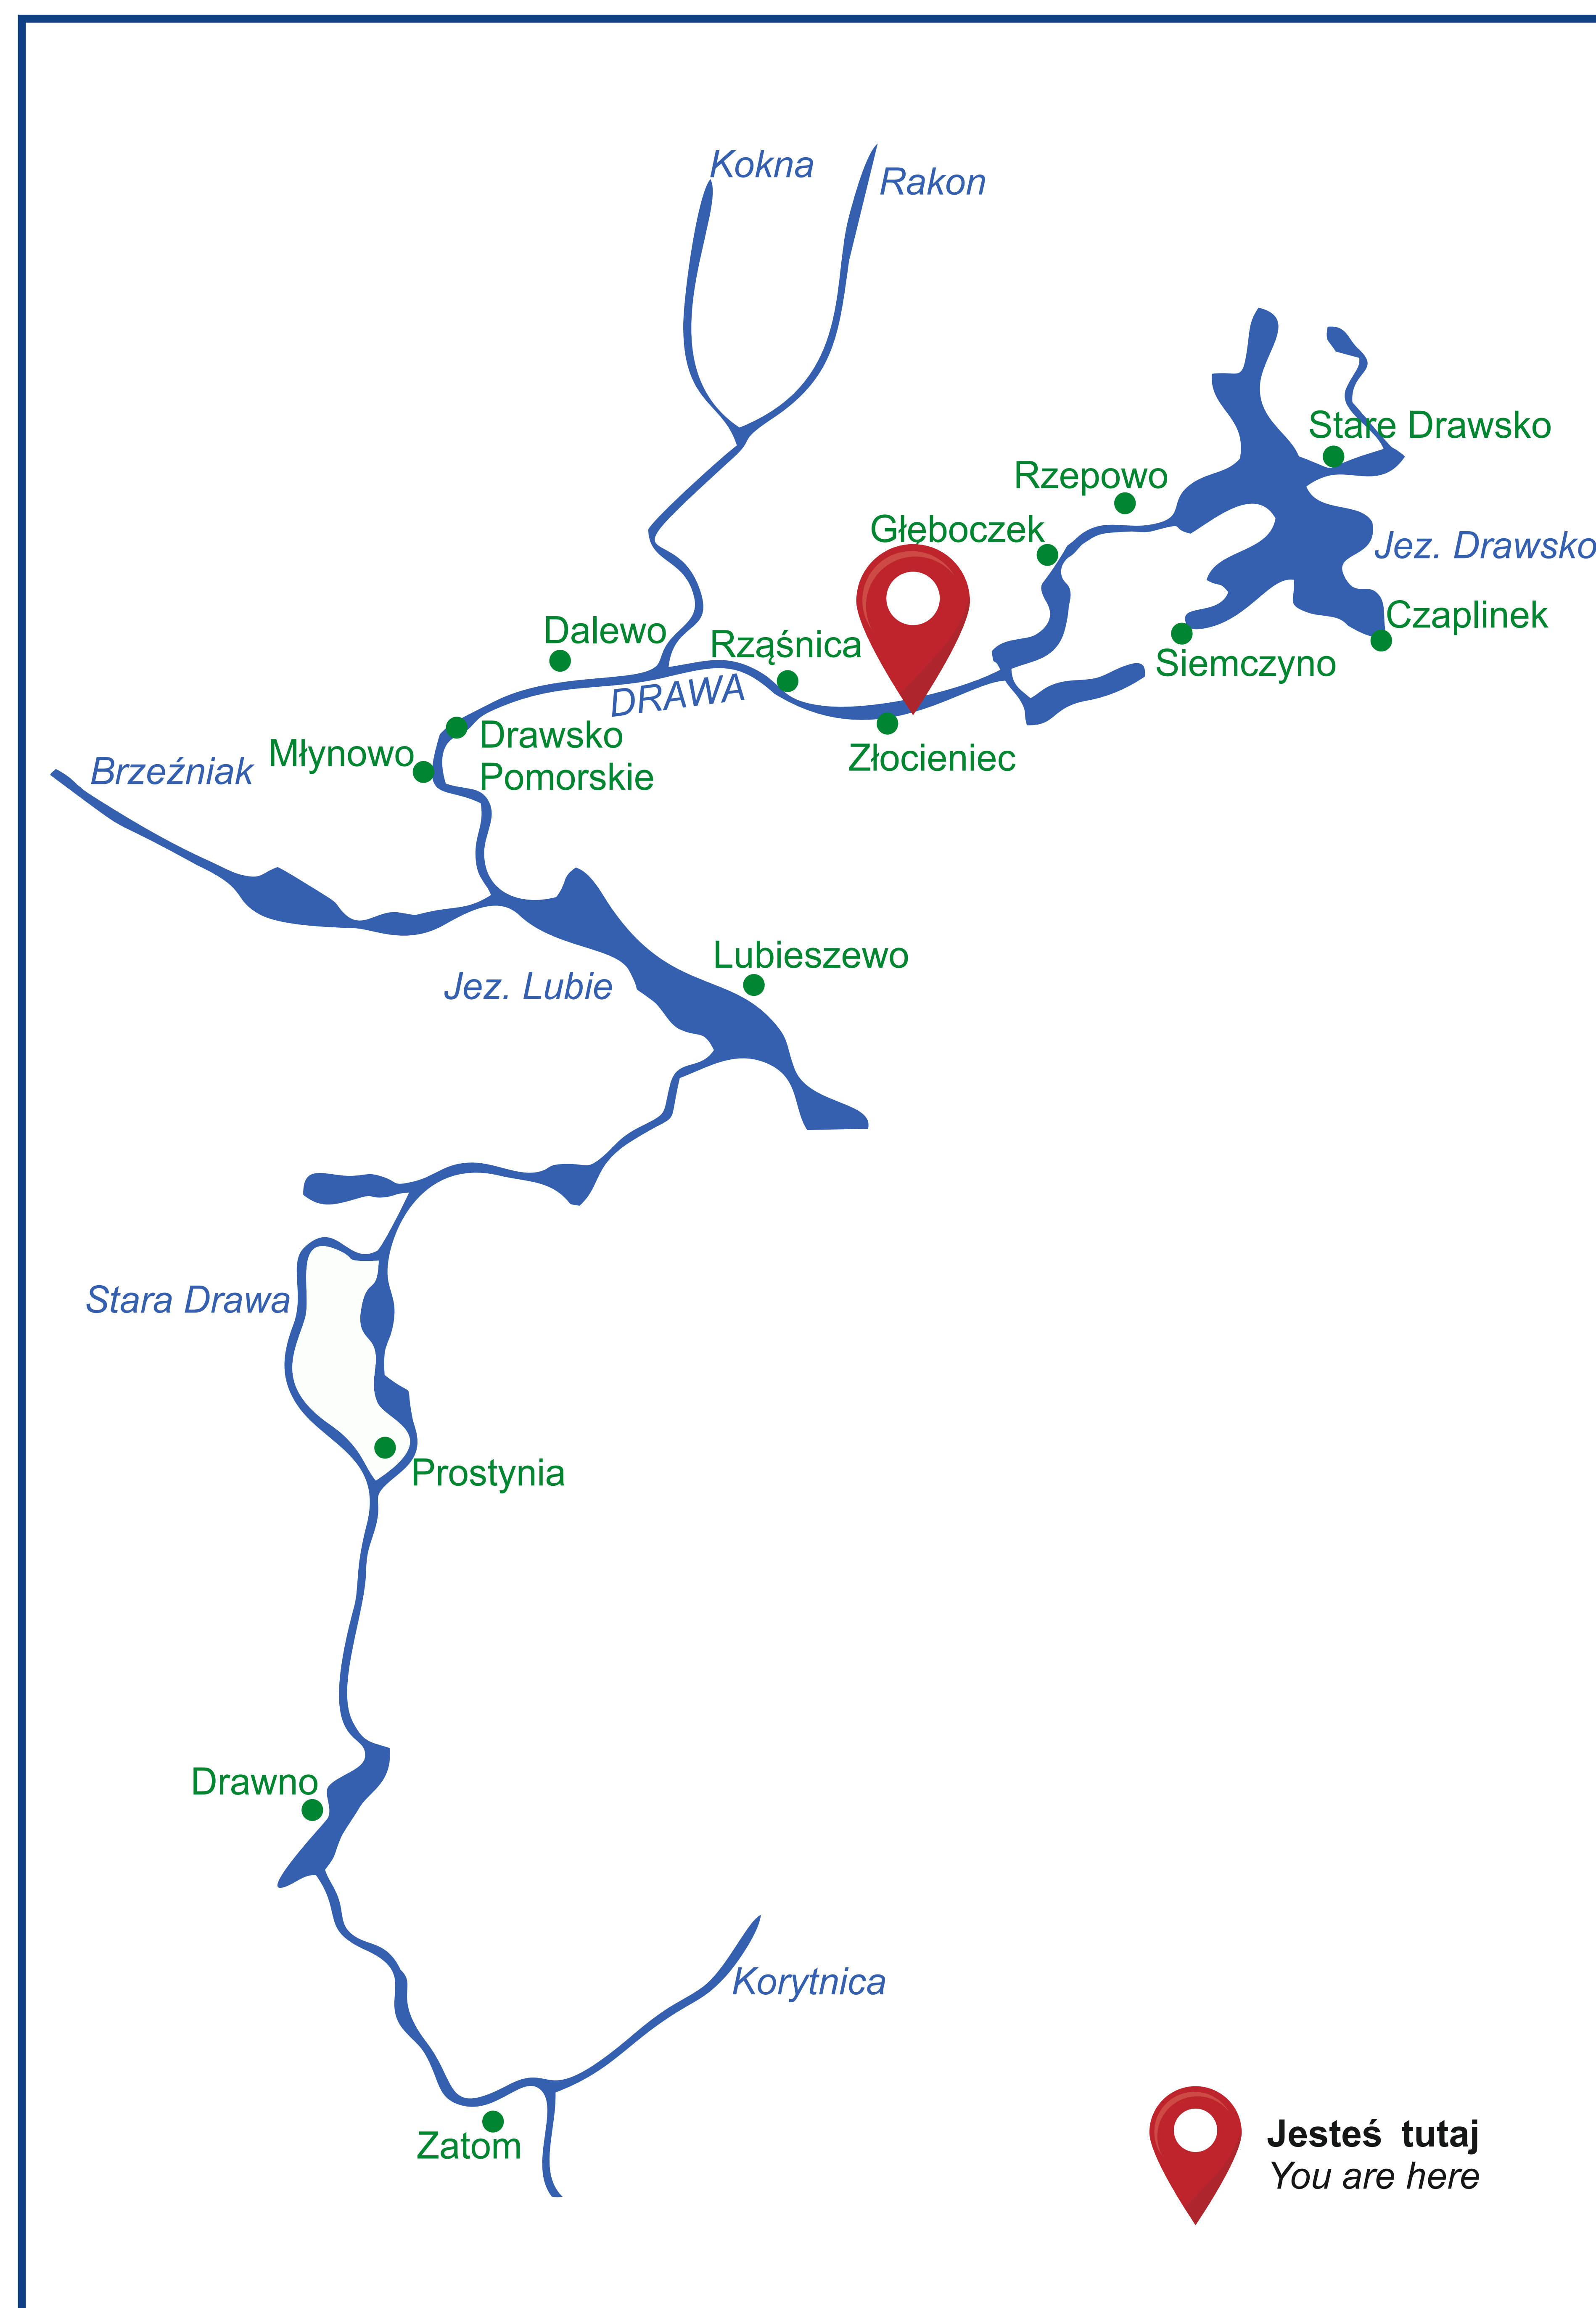 Kokna
Rakon
Stare Drawsko
Rzepowo
Głęboczek
Jez. Drawsko
Czaplinek
Dalewo
Rząśnica
Siemczyno
DRAWA
Drawsko
Pomorskie
Młynowo
Złocieniec
Brzeźniak
Lubieszewo
Jez. Lubie
Stara Drawa
Prostynia
Drawno
Korytnica
Zatom
Jesteś tutaj
You are here